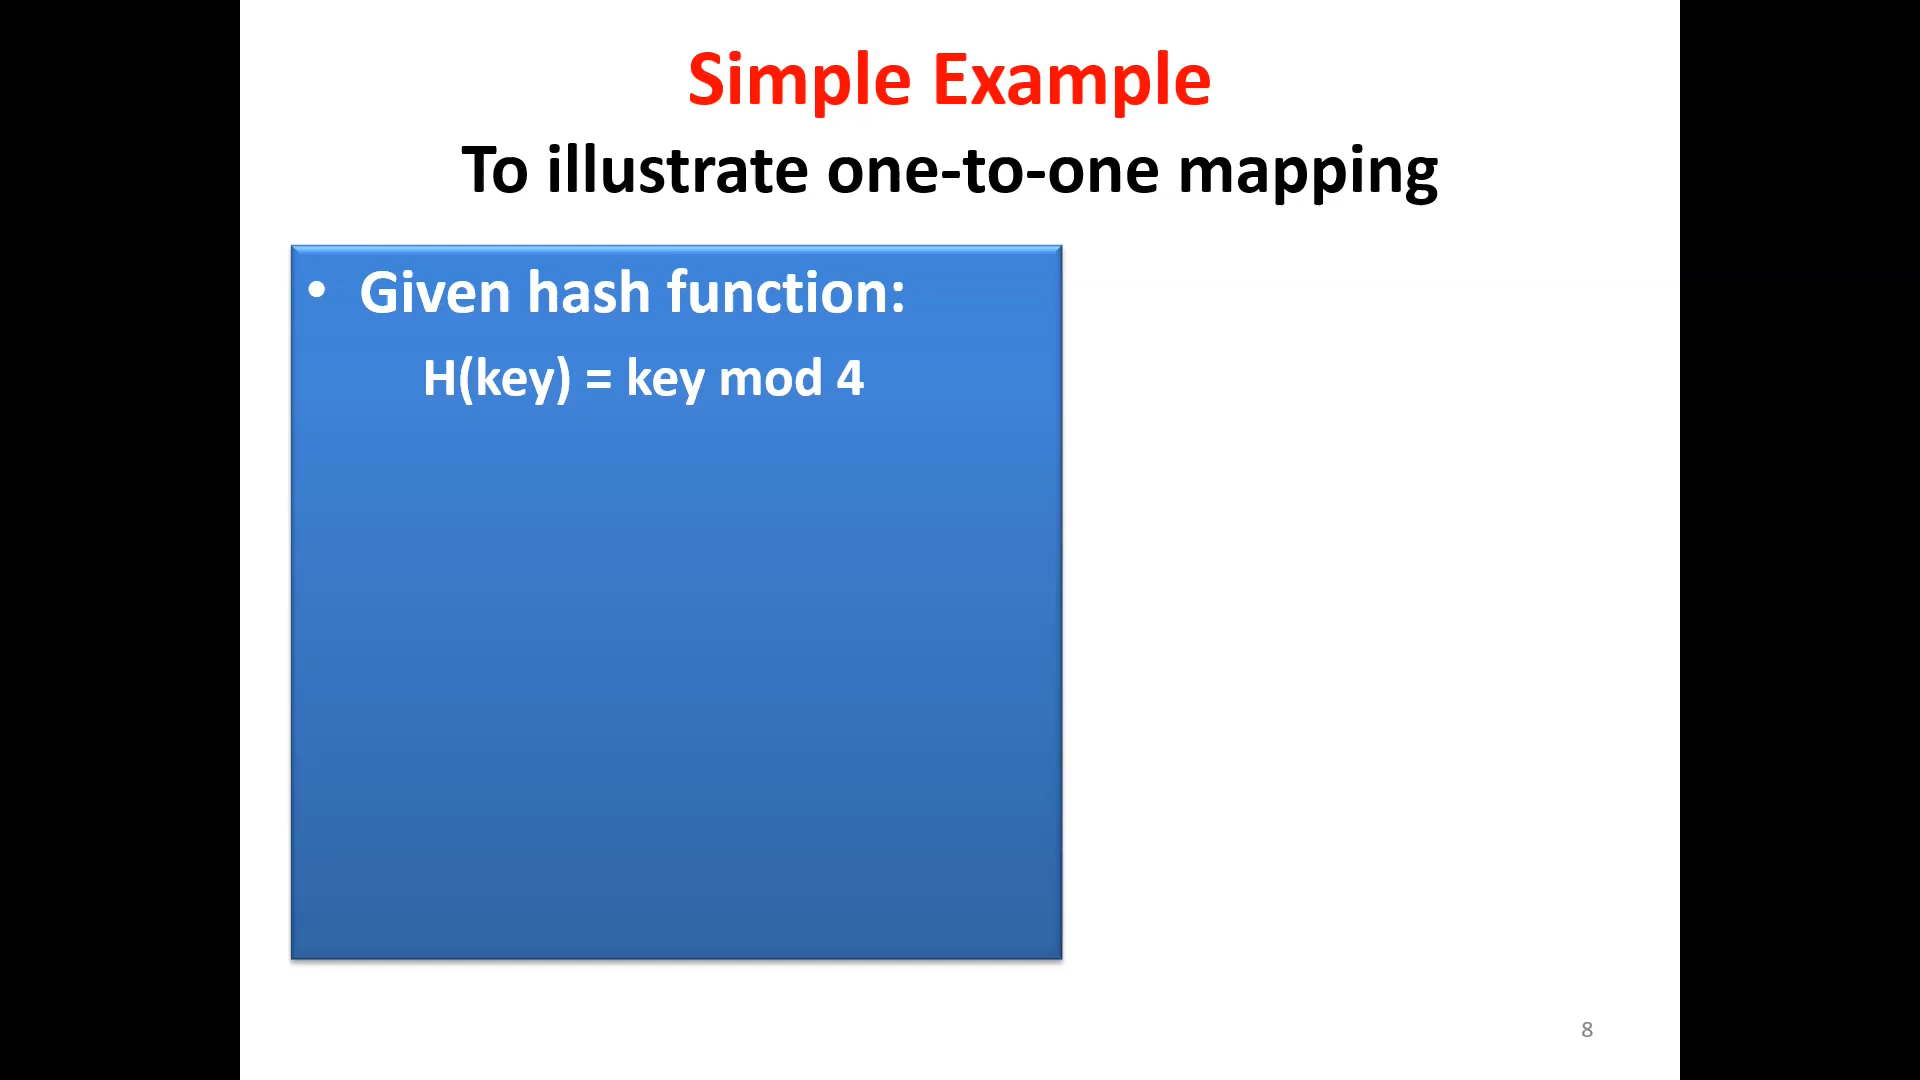 Simple Example
To illustrate one-to-one mapping
• Given hash function:
H(key) = key mod 4
8